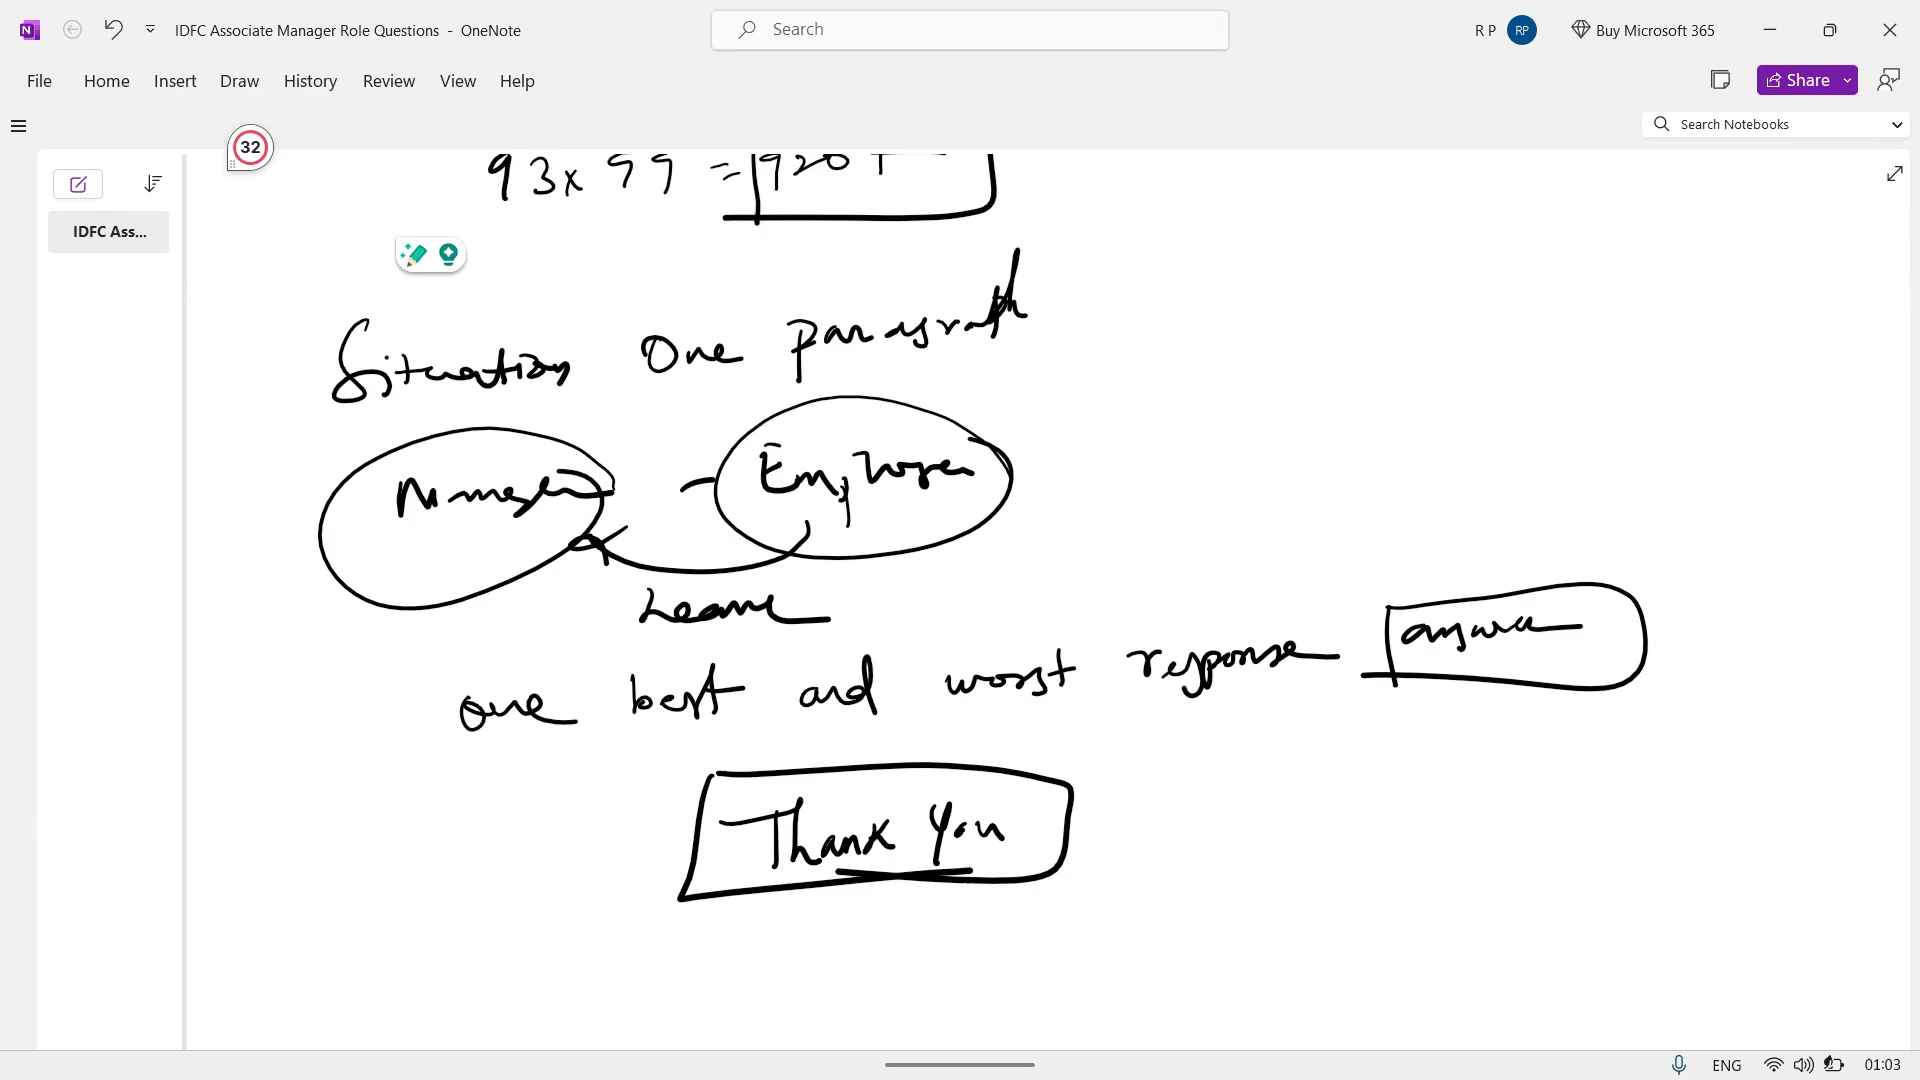 IDFC Associate Manager Role Questions - OneNote
Search
R P
RP
Buy Microsoft 365
File Home Insert Draw History Review View Help
Share
32
Search Notebooks
IDFC Ass...
93x 99 =
Situation One paragraph
Manager - Employee
Leave
one best and worst response answer
Thank You
ENG
01:03